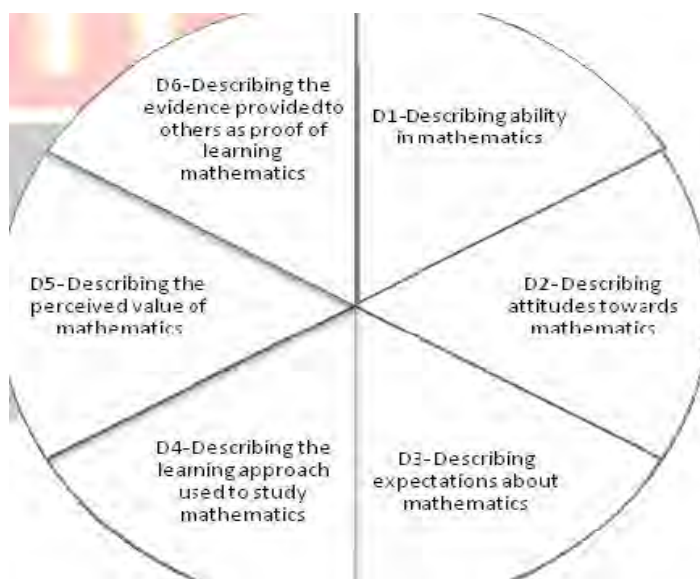 D6-Describing the
evidence provided to
others as proof of
learning
mathematics
D1-Describing ability
in mathematics
D5-Describing the
perceived value of
mathematics
D2-Describing
attitudes towards
mathematics
D4-Describing the
learning approach
used to study
mathematics
D3-Describing
expectations about
mathematics